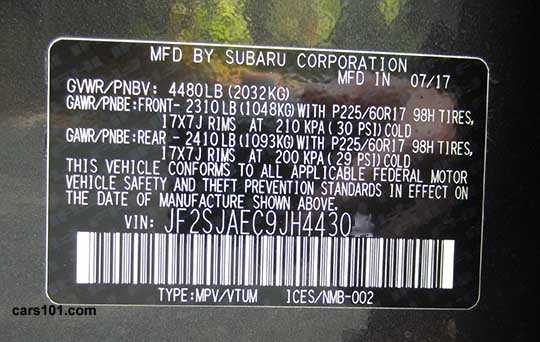 MFD BY SUBARU CORPORATION
MFD IN 07/17
GVWR/PNBV: 4480LB(2032KG)
GAWR/PNBE:FRONT- 2310LB(1048KG)WITH P225/60R17 98H TIRES,
17X7J RIMS AT 210 KPA(30 PSI)COLD
GAWR/PNBE:REAR - 2410LB(1093KG)WITH P225/60R17 98H TIRES,
17X7J RIMS AT 200 KPA(29 PSI)COLD
THIS VEHICLE CONFORMS TO ALL APPLICABLE FEDERAL MOTOR
VEHICLE SAFETY AND THEFT PREVENTION STANDARDS IN EFFECT ON
THE DATE OF MANUFACTURE SHOWN ABOVE.
VIN: JF2SJAEC9JH4430
TYPE:MPV/VTUM ICES/NMB-002
cars101.com